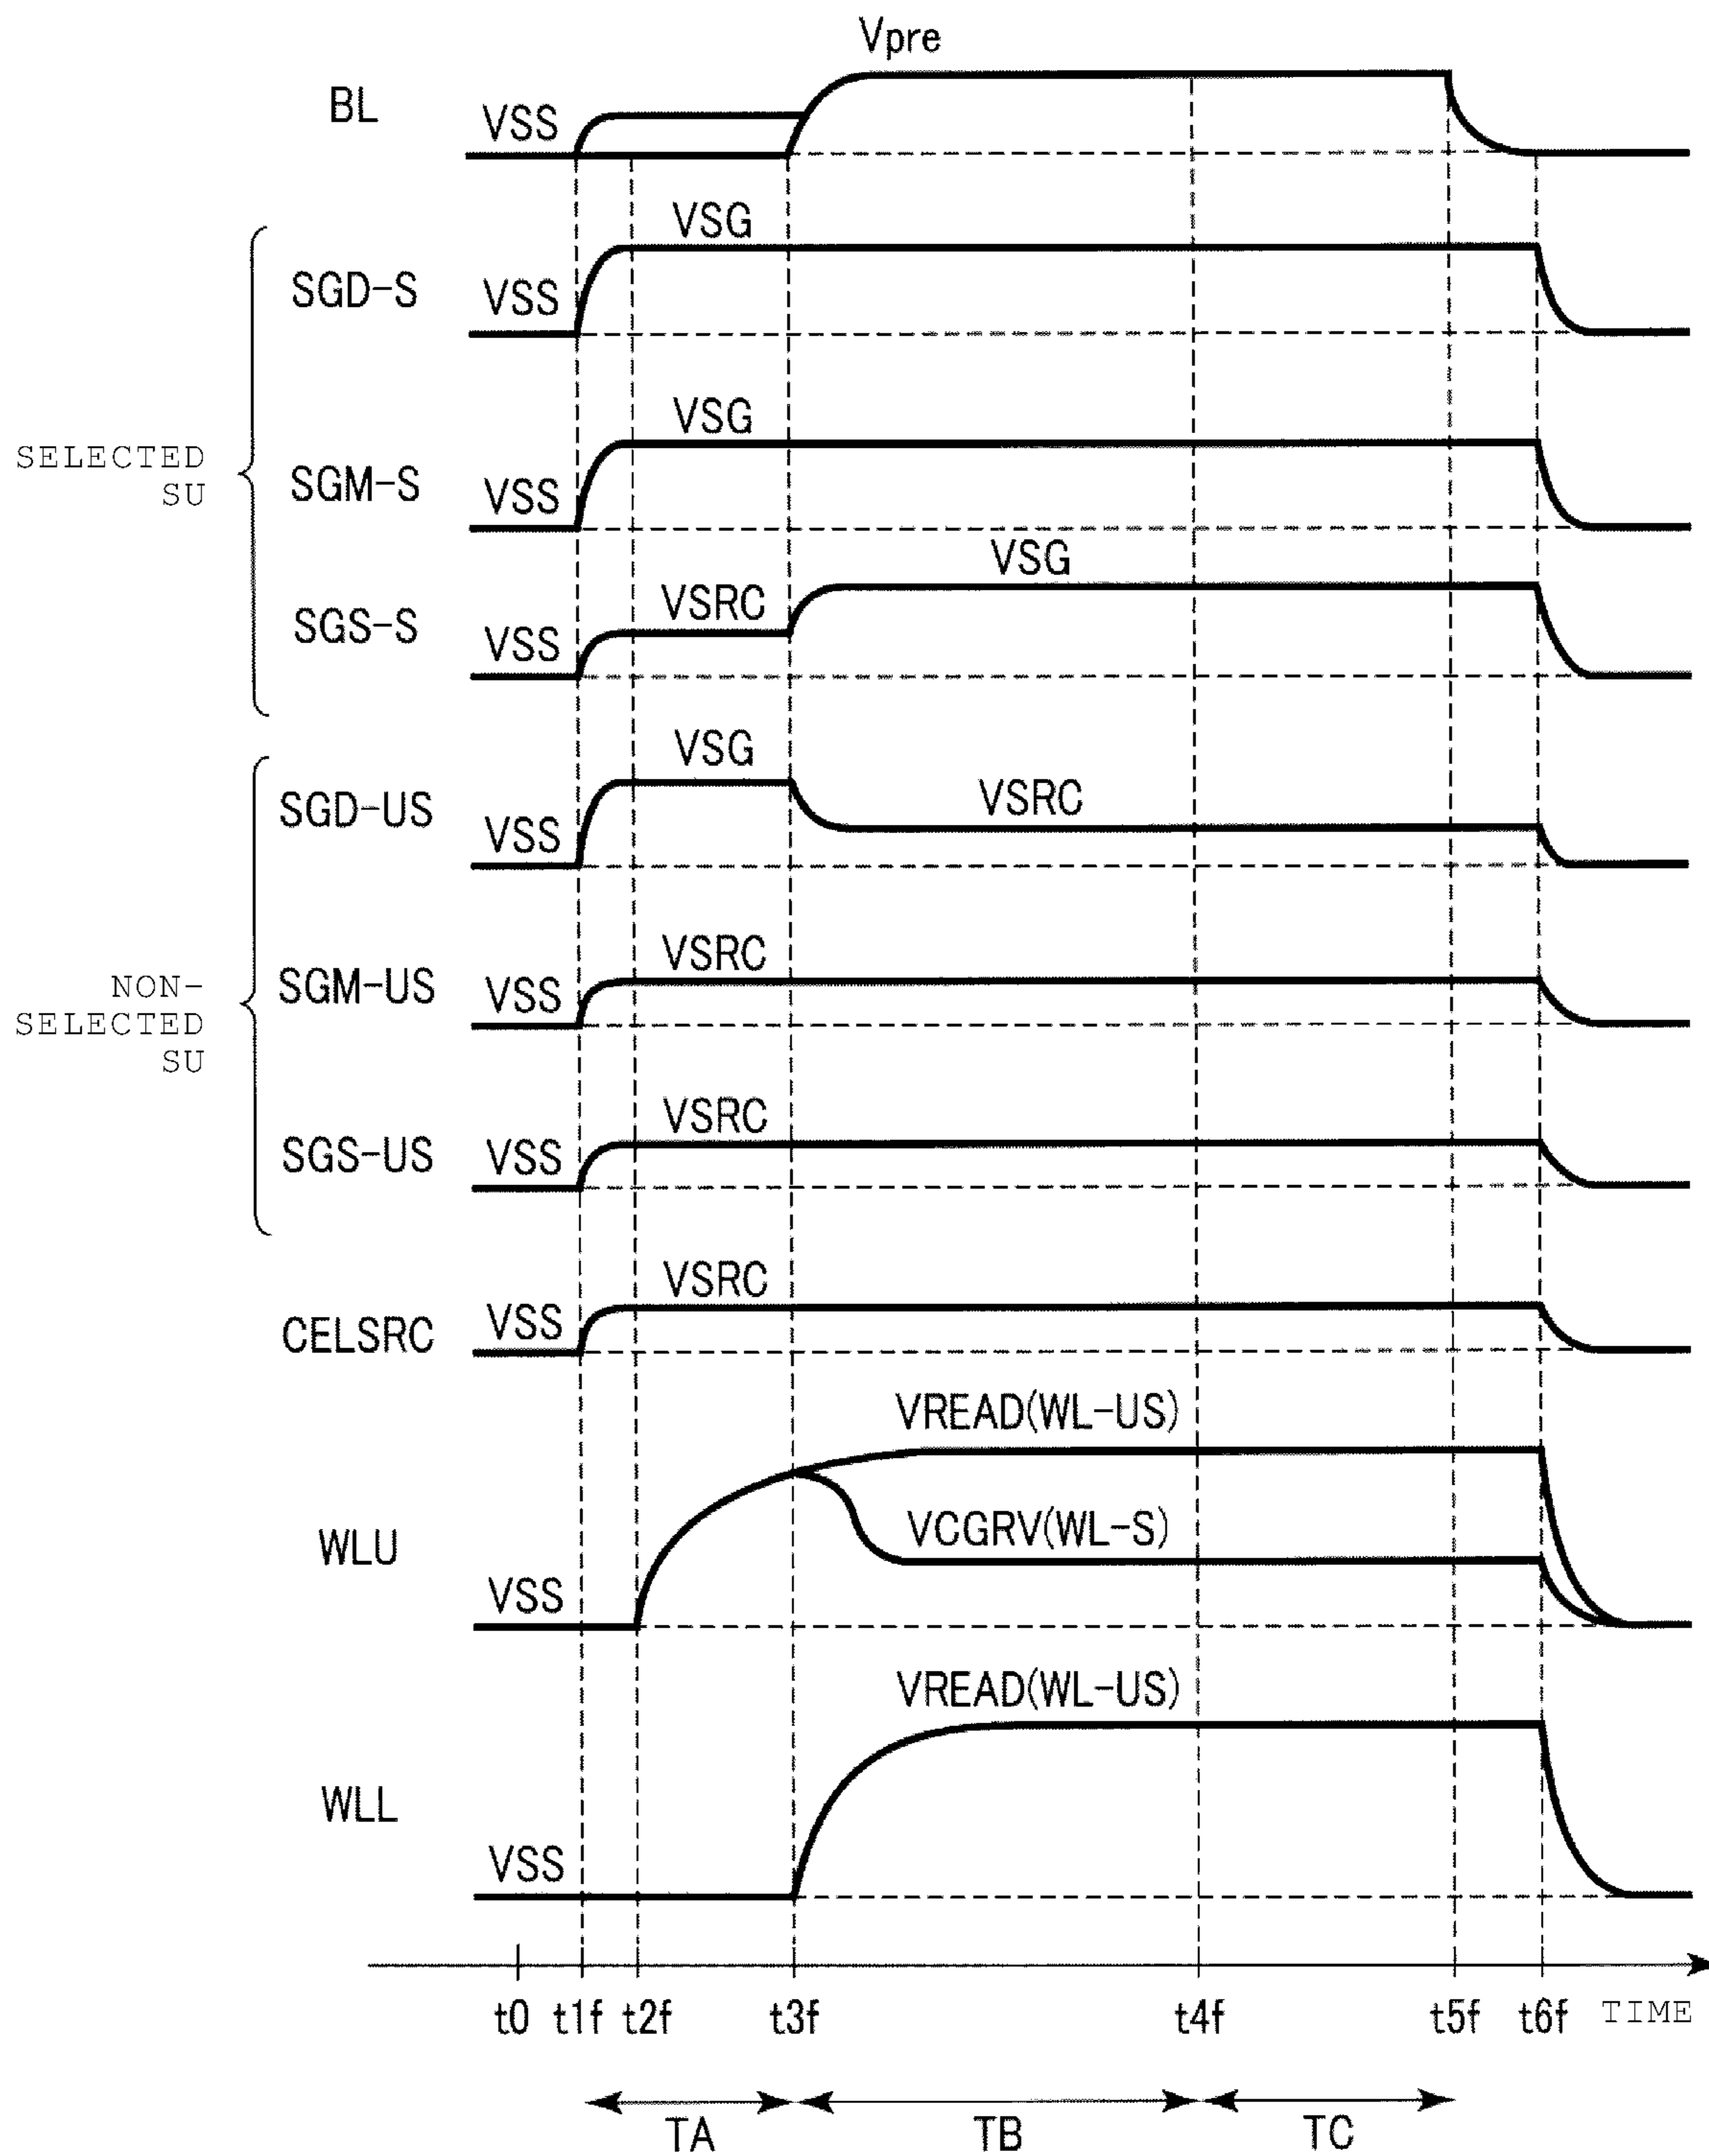 Vpre
BL
VSS
VSG
SGD-S
VSS
VSG
SELECTED
SU
SGM-S
VSS
VSG
VSRC
SGS-S
VSS
VSG
VSRC
SGD-US
VSS
VSRC
NON-
SELECTED
SU
SGM-US
VSS
VSRC
SGS-US
VSS
VSRC
CELSRC
VSS
VREAD(WL-US)
VCGRV(WL-S)
WLU
VSS
VREAD(WL-US)
WLL
VSS
t0 t1f t2f t3f t4f t5f t6f TIME
TA TB TC